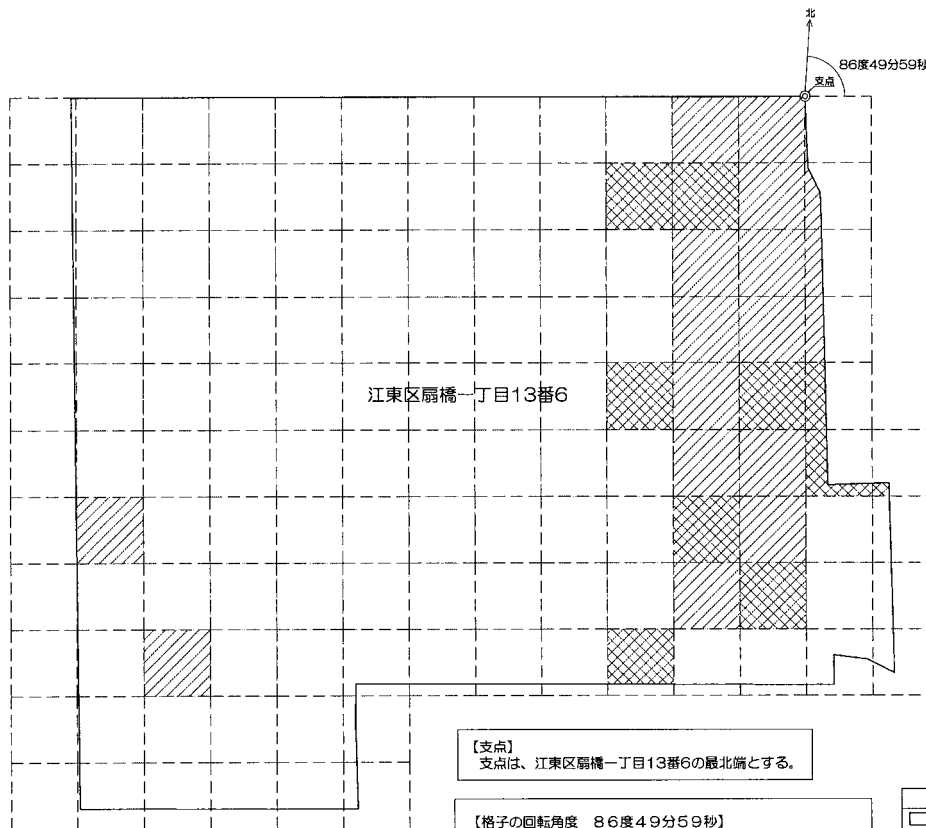 北
86度49分59秒
支点
江東区扇橋一丁目13番6
【支点】
支点は、江東区扇橋一丁目13番6の最北端とする。
【格子の回転角度 86度49分59秒】